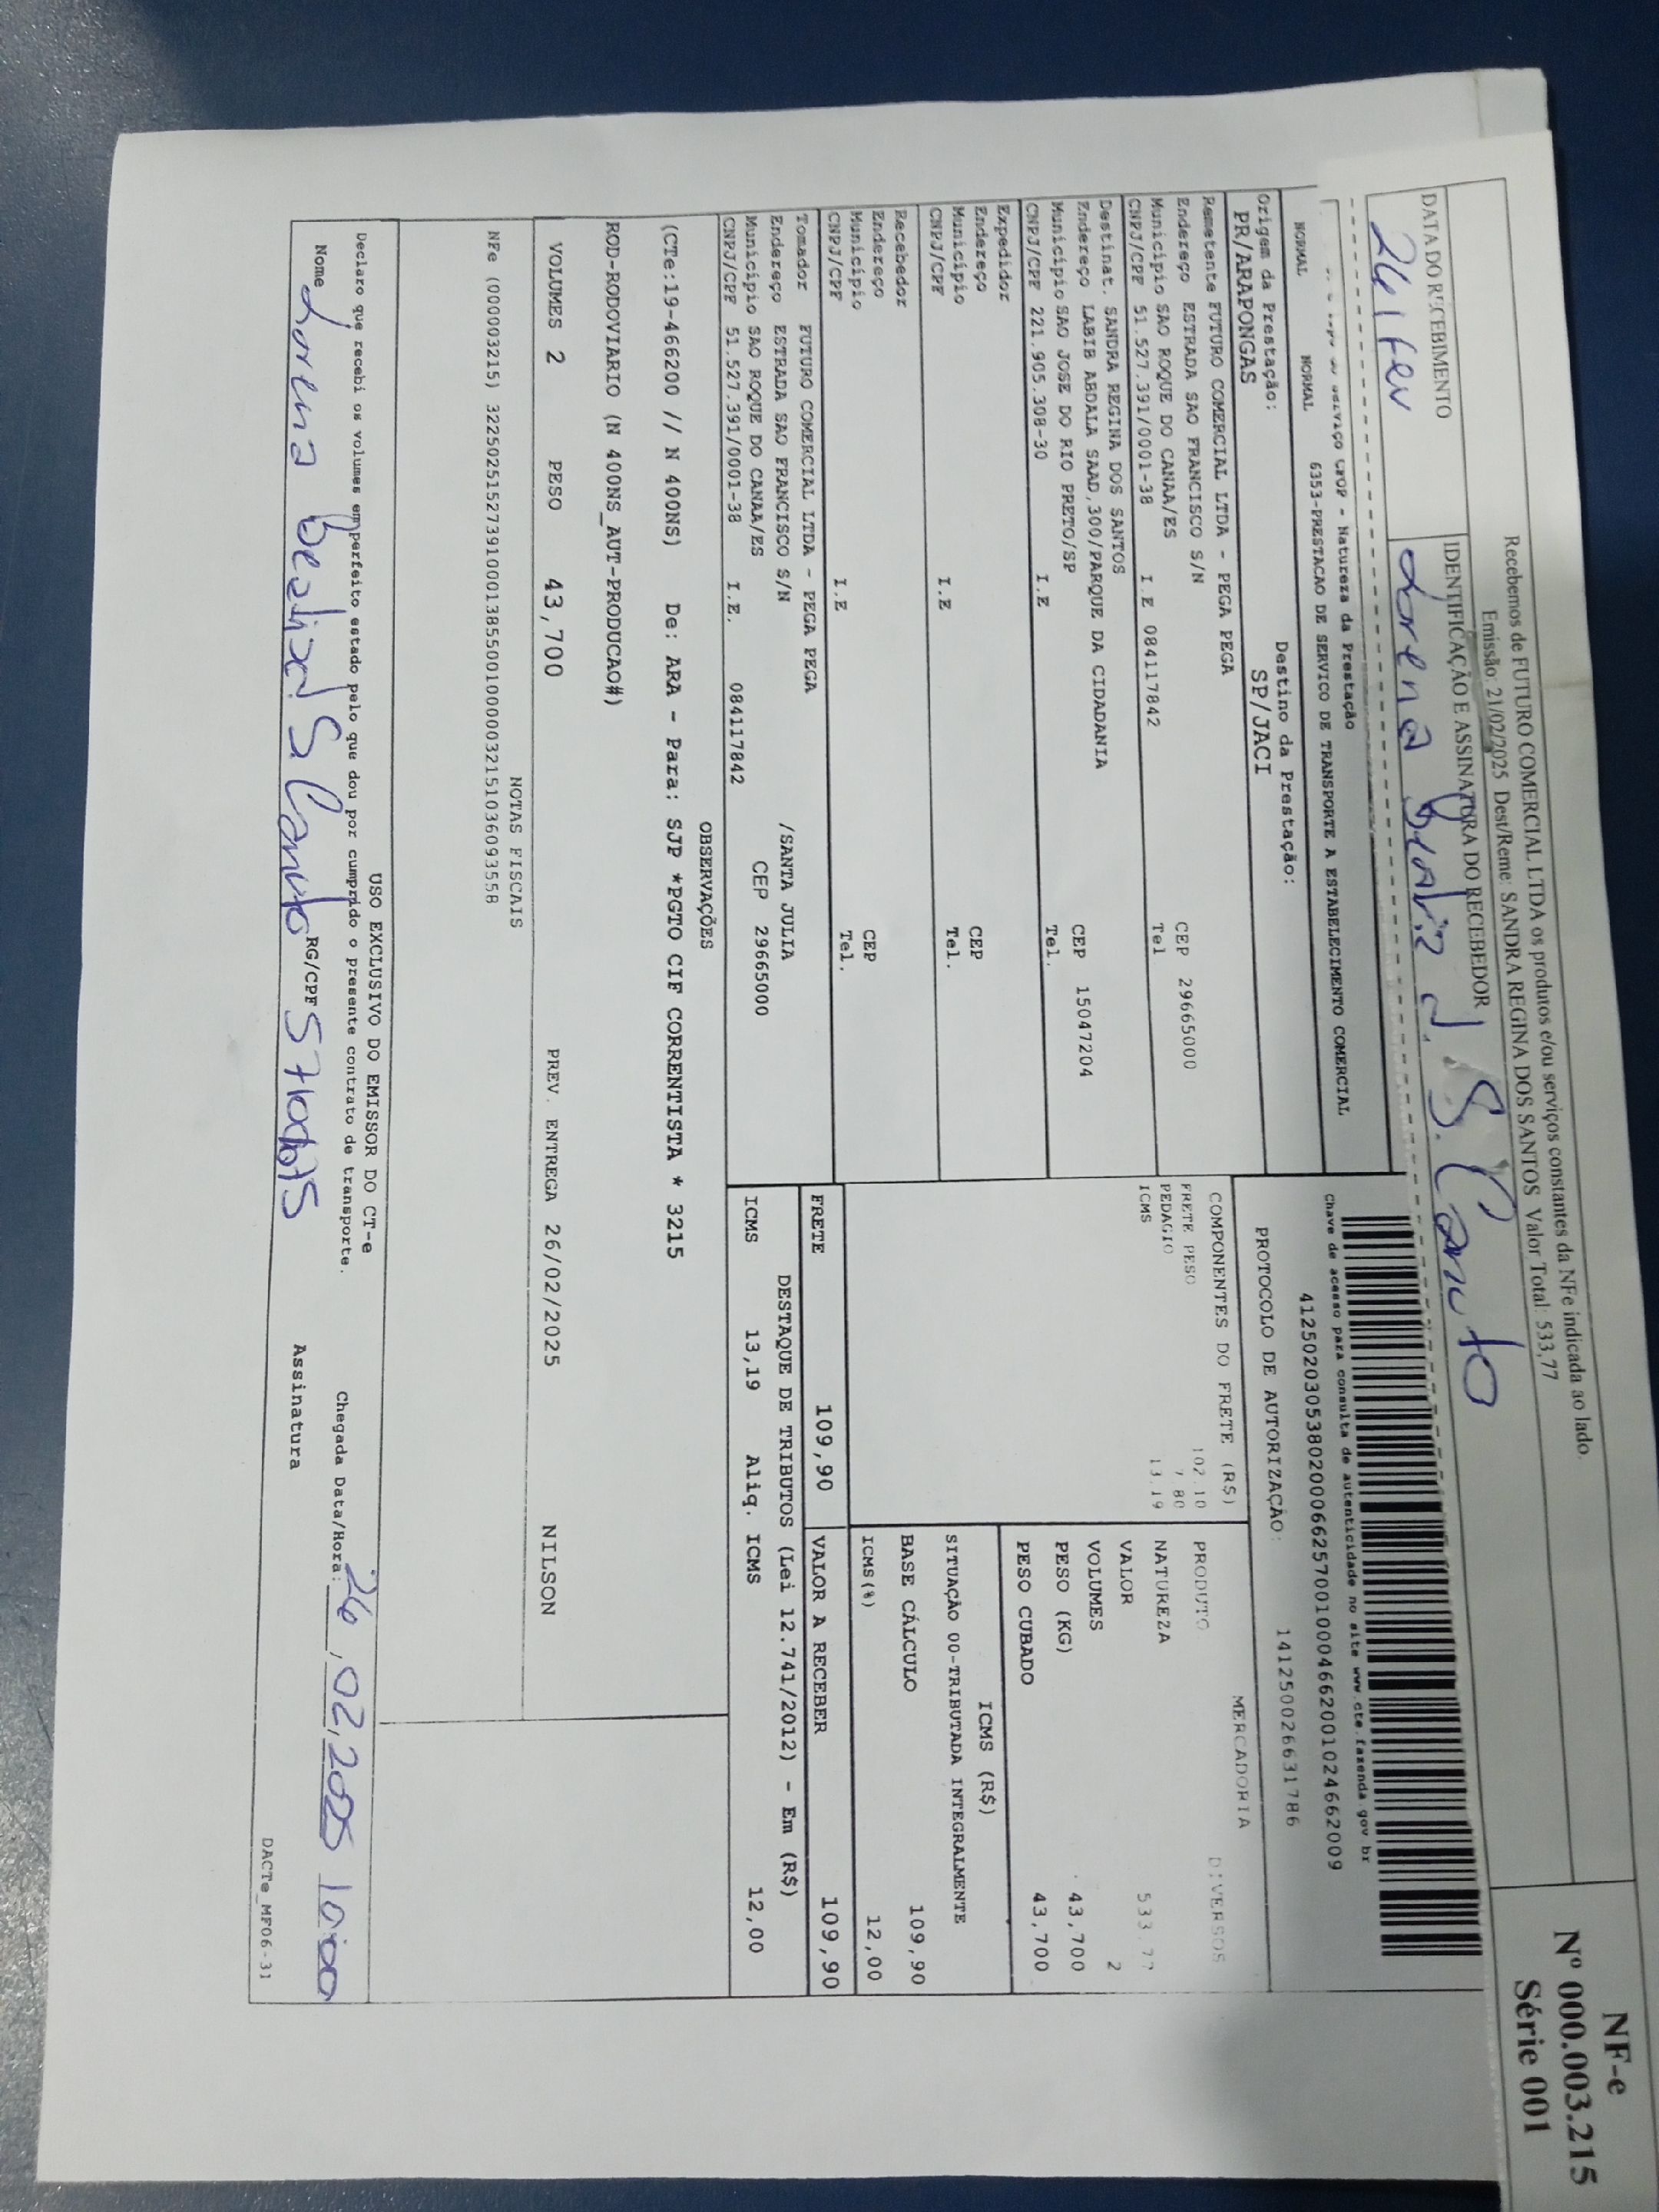 Recebemos de FUTURO COMERCIAL LTDA os produtos e/ou serviços constantes da NFe indicada ao lado.
Emissão: 21/02/2025 Dest/Reme: SANDRA REGINA DOS SANTOS Valor Total: 533,77
DATA DO RECEBIMENTO
IDENTIFICAÇÃO E ASSINATURA DO RECEBEDOR
26/fev
Lorena Beatriz d. S. Canuto
NF-e
Nº 000.003.215
Série 001
CFOP - Natureza da Prestação
NORMAL NORMAL 6353-PRESTACAO DE SERVICO DE TRANSPORTE A ESTABELECIMENTO COMERCIAL
Chave de acesso para consulta de autenticidade no site www.cte.fazenda.gov br
41250203053802000662570010004662001024662009
Origem da Prestação:
PR/ARAPONGAS
Destino da Prestação:
SP/JACI
PROTOCOLO DE AUTORIZAÇÃO: 141250026631786
Remetente FUTURO COMERCIAL LTDA - PEGA PEGA
Endereço ESTRADA SAO FRANCISCO S/N
Município SAO ROQUE DO CANAA/ES CEP 29665000
CNPJ/CPF 51.527.391/0001-38 I.E 084117842 Tel
Destinat. SANDRA REGINA DOS SANTOS
Endereço LABIB ABDALA SAAD,300/PARQUE DA CIDADANIA
Município SAO JOSE DO RIO PRETO/SP CEP 15047204
CNPJ/CPF 221.905.308-30 I.E Tel.
Expedidor
Endereço
Município CEP
CNPJ/CPF I.E Tel.
Recebedor
Endereço
Município CEP
CNPJ/CPF I.E Tel.
Tomador FUTURO COMERCIAL LTDA - PEGA PEGA
Endereço ESTRADA SAO FRANCISCO S/N /SANTA JULIA
Município SAO ROQUE DO CANAA/ES CEP 29665000
CNPJ/CPF 51.527.391/0001-38 I.E. 084117842
COMPONENTES DO FRETE (R$)
FRETE PESO 102.10
PEDAGIO 7.80
ICMS 13.19
MERCADORIA
PRODUTO DIVERSOS
NATUREZA
VALOR 533.77
VOLUMES 2
PESO (KG) 43,700
PESO CUBADO 43,700
ICMS (R$)
SITUAÇÃO 00-TRIBUTADA INTEGRALMENTE
BASE CÁLCULO 109,90
ICMS(%) 12,00
FRETE 109,90 VALOR A RECEBER 109,90
DESTAQUE DE TRIBUTOS (Lei 12.741/2012) - Em (R$)
ICMS 13,19 Aliq. ICMS 12,00
OBSERVAÇÕES
(CTe:19-466200 // N 400NS) De: ARA - Para: SJP *PGTO CIF CORRENTISTA * 3215
ROD-RODOVIARIO (N 400NS_AUT-PRODUCAO#)
VOLUMES 2 PESO 43,700 PREV. ENTREGA 26/02/2025 NILSON
NOTAS FISCAIS
NFe (000003215) 32250251527391000138550010000032151036093558
USO EXCLUSIVO DO EMISSOR DO CT-e
Declaro que recebi os volumes em perfeito estado pelo que dou por cumprido o presente contrato de transporte.
Chegada Data/Hora: 26,02,2025 10:00
Nome Lorena Beatriz d. S. Canuto RG/CPF
Assinatura
DACTe_MF06-31